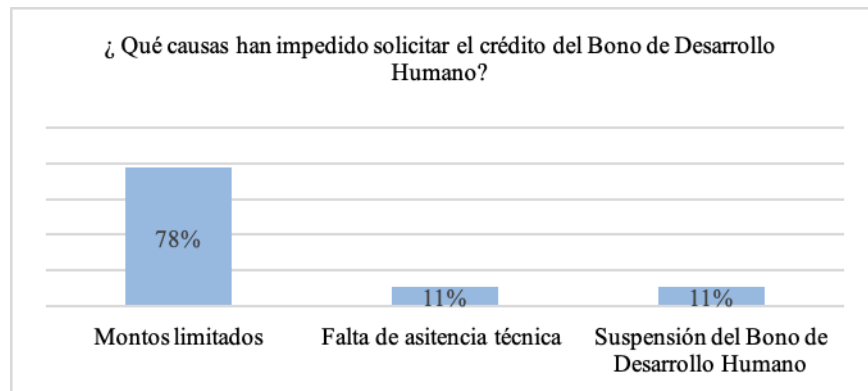 ¿ Qué causas han impedido solicitar el crédito del Bono de Desarrollo
Humano?
78%
11%
11%
Montos limitados
Falta de asitencia técnica
Suspensión del Bono de
Desarrollo Humano